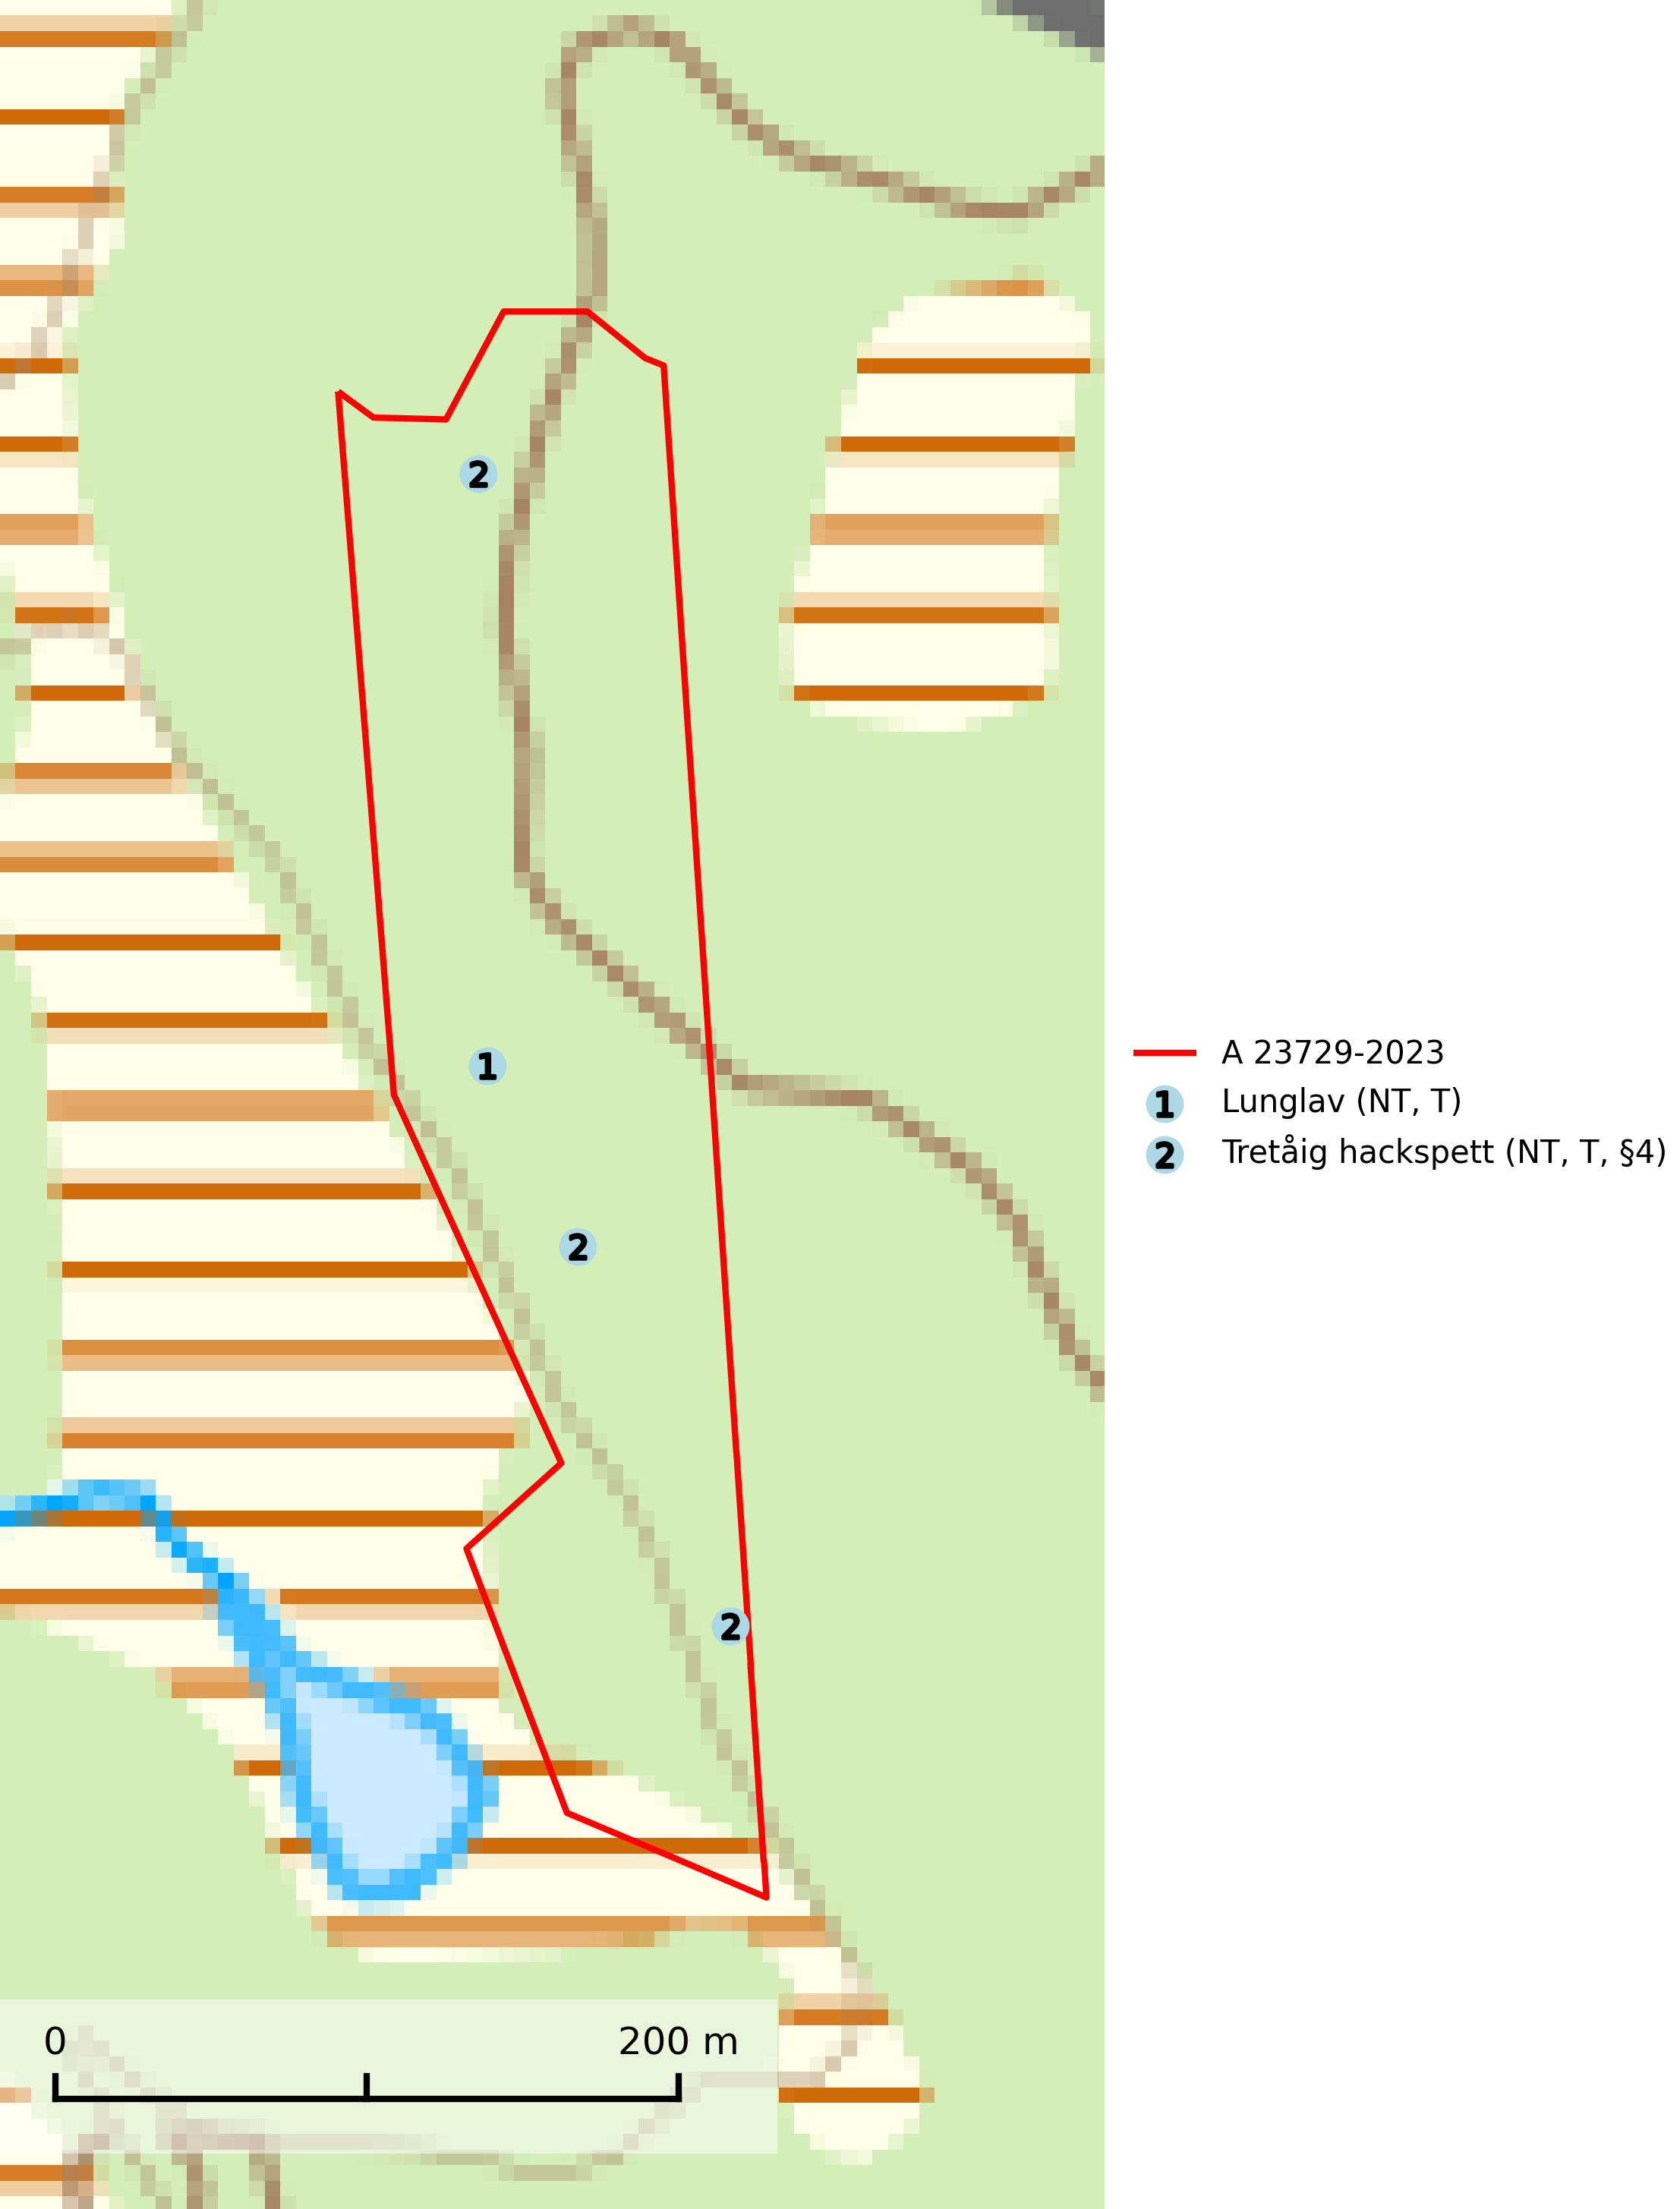 2
1
2
2
0 200 m
A 23729-2023
1 Lunglav (NT, T)
2 Tretåig hackspett (NT, T, §4)